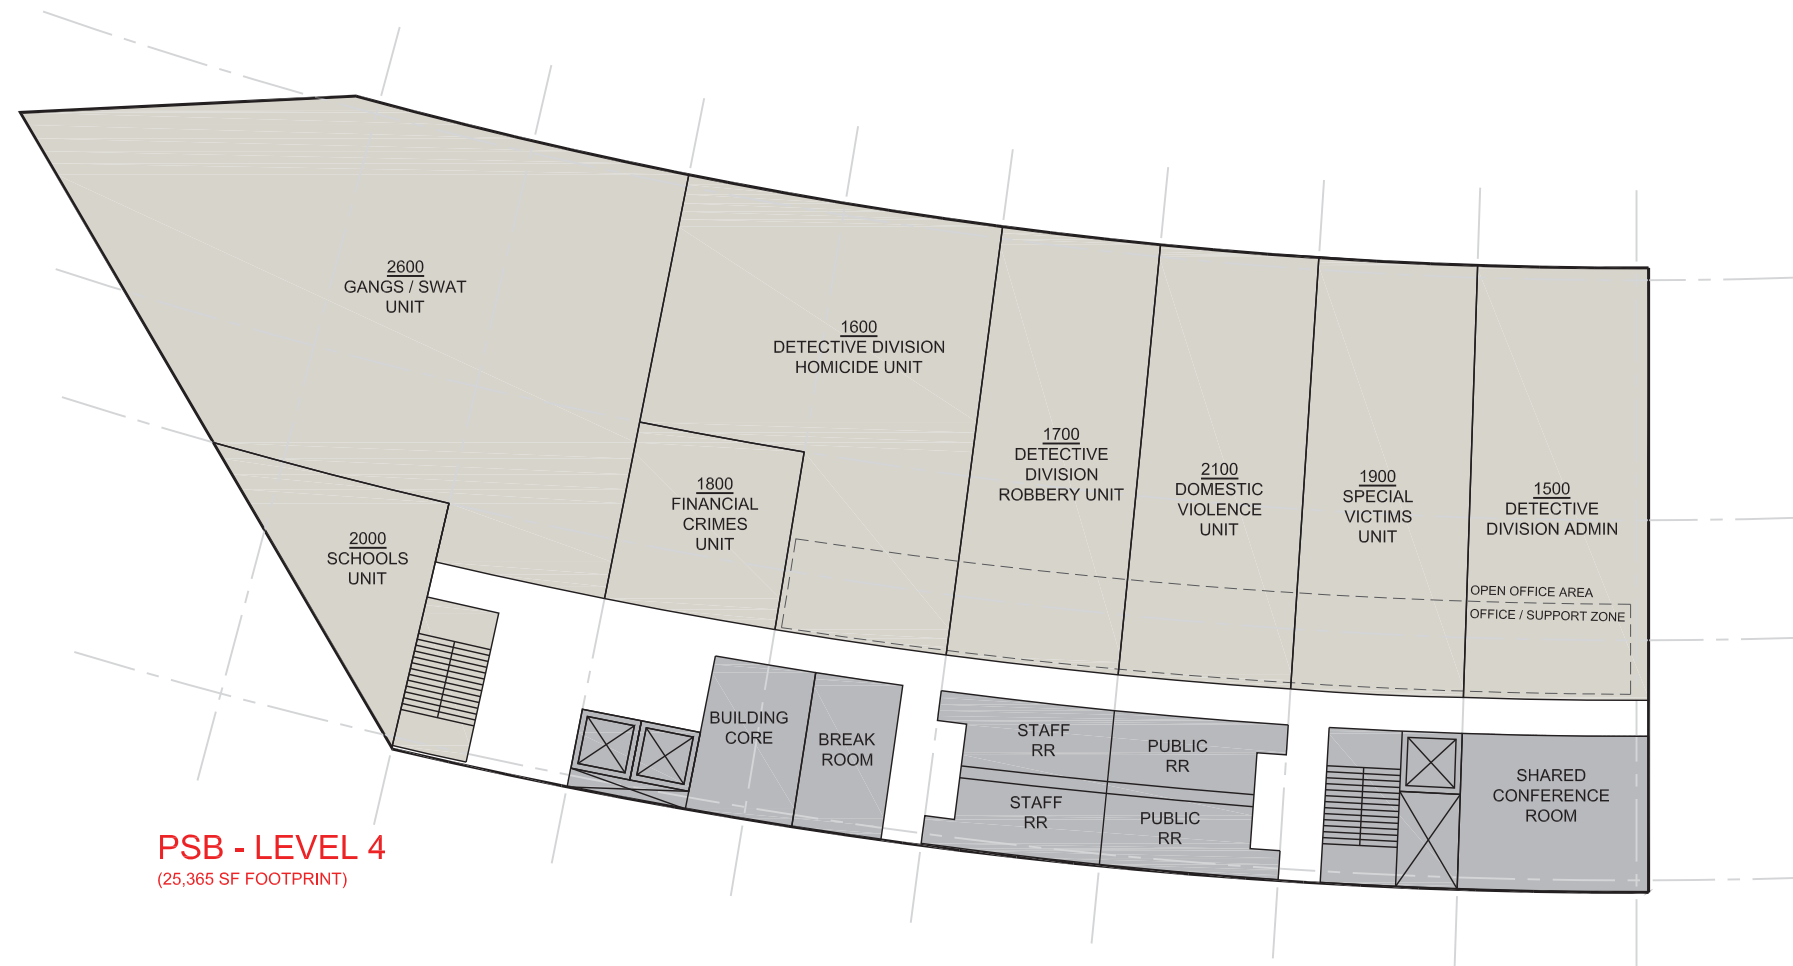 2600
GANGS / SWAT
UNIT
1600
DETECTIVE DIVISION
HOMICIDE UNIT
1700
DETECTIVE
DIVISION
ROBBERY UNIT
2100
DOMESTIC
VIOLENCE
UNIT
1900
SPECIAL
VICTIMS
UNIT
1500
DETECTIVE
DIVISION ADMIN
1800
FINANCIAL
CRIMES
UNIT
2000
SCHOOLS
UNIT
OPEN OFFICE AREA
OFFICE / SUPPORT ZONE
BUILDING
CORE
BREAK
ROOM
STAFF
RR
PUBLIC
RR
STAFF
RR
PUBLIC
RR
SHARED
CONFERENCE
ROOM
PSB - LEVEL 4
(25,365 SF FOOTPRINT)